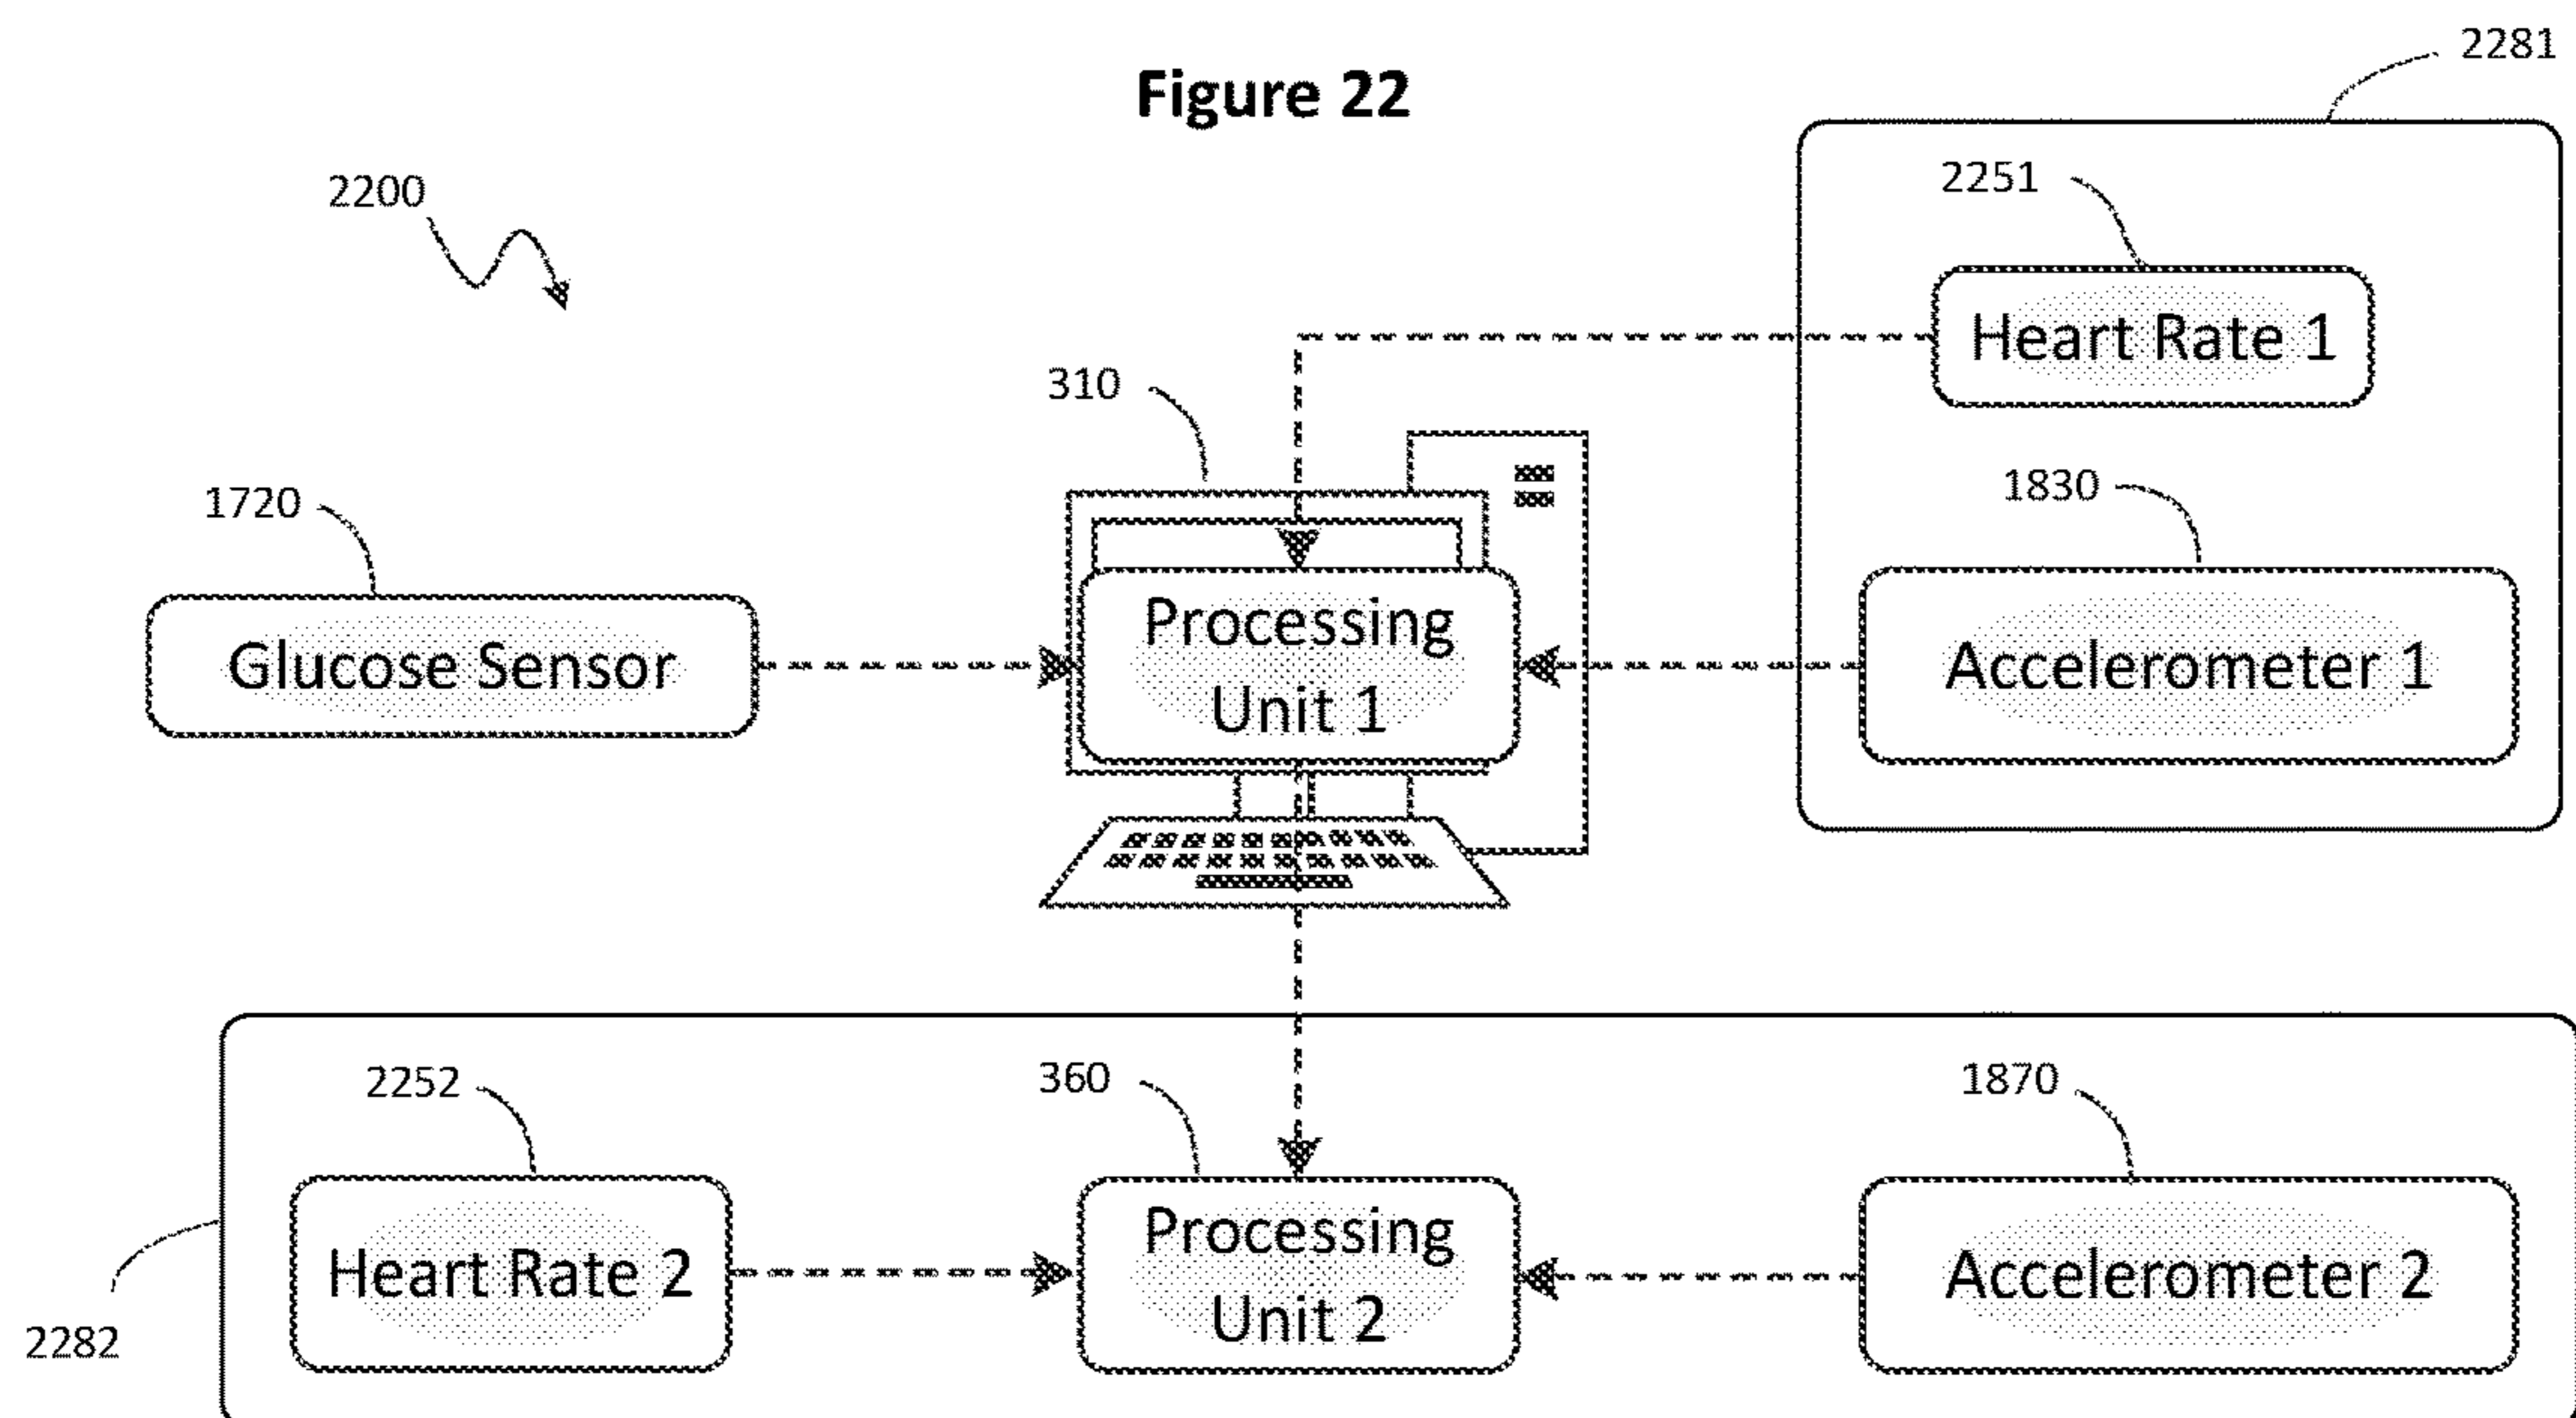 2281
Figure 22
2251
2200
Heart Rate 1
310
1830
1720
Processing
Unit 1
Glucose Sensor
Accelerometer 1
2252
360
1870
Processing
Unit 2
Heart Rate 2
Accelerometer 2
2282